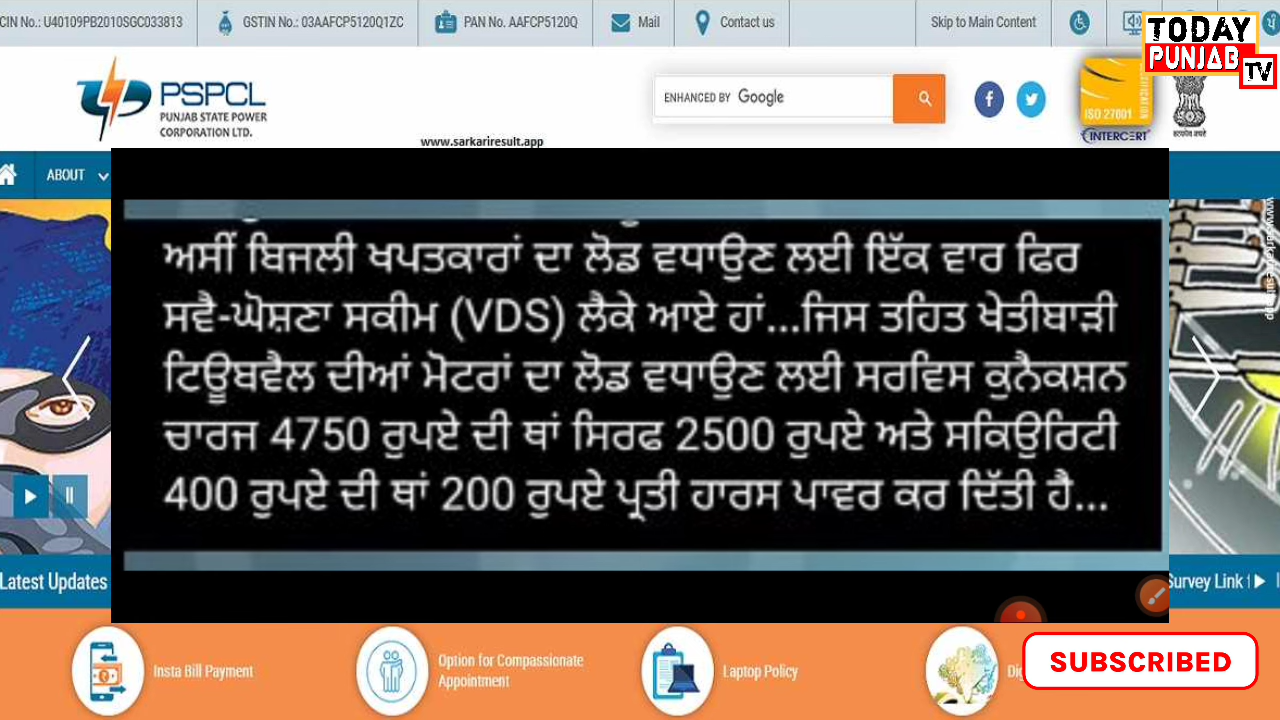 CIN No.: U40109PB2010SGC033813
GSTIN No.: 03AAFCP5120Q1ZC
PAN No. AAFCP5120Q
Mail
Contact us
Skip to Main Content
TODAY
PUNJAB
TV
PSPCL
PUNJAB STATE POWER
CORPORATION LTD.
www.sarkariresult.app
ENHANCED BY Google
ISO 27001
INTERCERT
ABOUT
ਅਸੀਂ ਬਿਜਲੀ ਖਪਤਕਾਰਾਂ ਦਾ ਲੋਡ ਵਧਾਉਣ ਲਈ ਇੱਕ ਵਾਰ ਫਿਰ
ਸਵੈ-ਘੋਸ਼ਣਾ ਸਕੀਮ (VDS) ਲੈਕੇ ਆਏ ਹਾਂ...ਜਿਸ ਤਹਿਤ ਖੇਤੀਬਾੜੀ
ਟਿਊਬਵੈਲ ਦੀਆਂ ਮੋਟਰਾਂ ਦਾ ਲੋਡ ਵਧਾਉਣ ਲਈ ਸਰਵਿਸ ਕੁਨੈਕਸ਼ਨ
ਚਾਰਜ 4750 ਰੁਪਏ ਦੀ ਥਾਂ ਸਿਰਫ 2500 ਰੁਪਏ ਅਤੇ ਸਕਿਉਰਿਟੀ
400 ਰੁਪਏ ਦੀ ਥਾਂ 200 ਰੁਪਏ ਪ੍ਰਤੀ ਹਾਰਸ ਪਾਵਰ ਕਰ ਦਿੱਤੀ ਹੈ...
Latest Updates
Survey Link
Insta Bill Payment
Option for Compassionate
Appointment
Laptop Policy
SUBSCRIBED